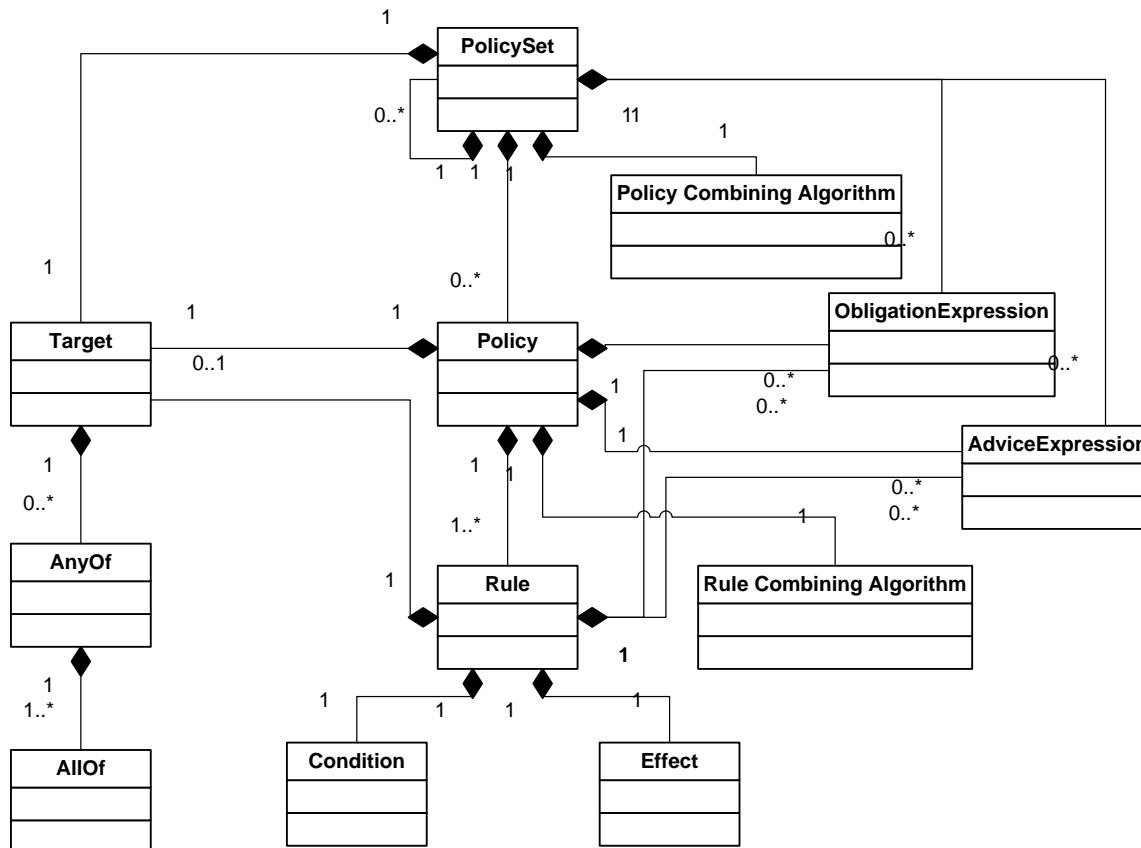 1
PolicySet
0..*
11
1
1
1
1
Policy Combining Algorithm
0..*
1
0..*
ObligationExpression
1
1
Target
Policy
0..1
0..*
0..*
1
0..*
1
AdviceExpression
1
1
0..*
0..*
1..*
1
0..*
AnyOf
Rule
Rule Combining Algorithm
1
1
1
1..*
1
1
1
1
AllOf
Condition
Effect